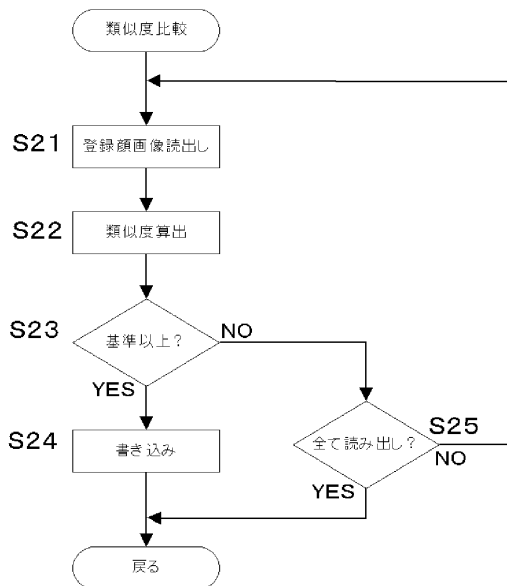 類似度比較
S21
登録顔画像読出し
S22
類似度算出
S23
基準以上?
NO
YES
S24
書き込み
S25
全て読み出し?
NO
YES
戻る